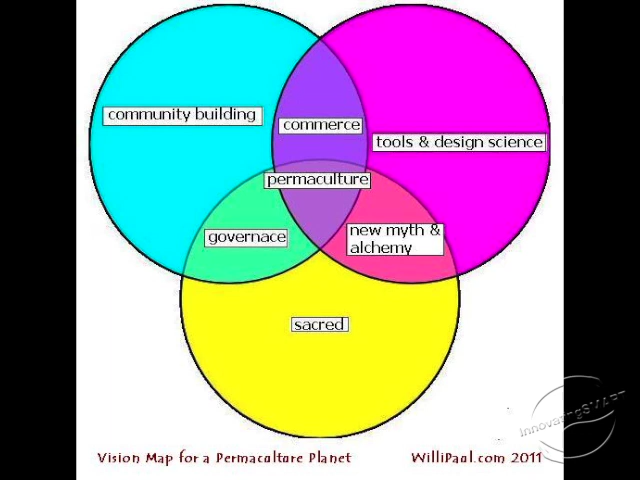 community building
commerce
tools & design science
permaculture
governace
new myth &
alchemy
sacred
InnovatingSMART
Vision Map for a Permaculture Planet
WilliPaul.com 2011